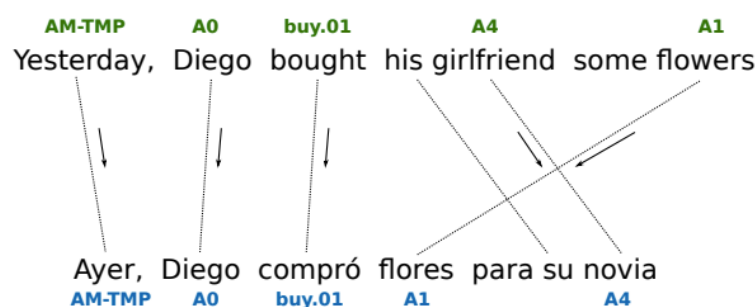 AM-TMP A0 buy.01 A4 A1
Yesterday, Diego bought his girlfriend some flowers
Ayer, Diego compró flores para su novia
AM-TMP A0 buy.01 A1 A4